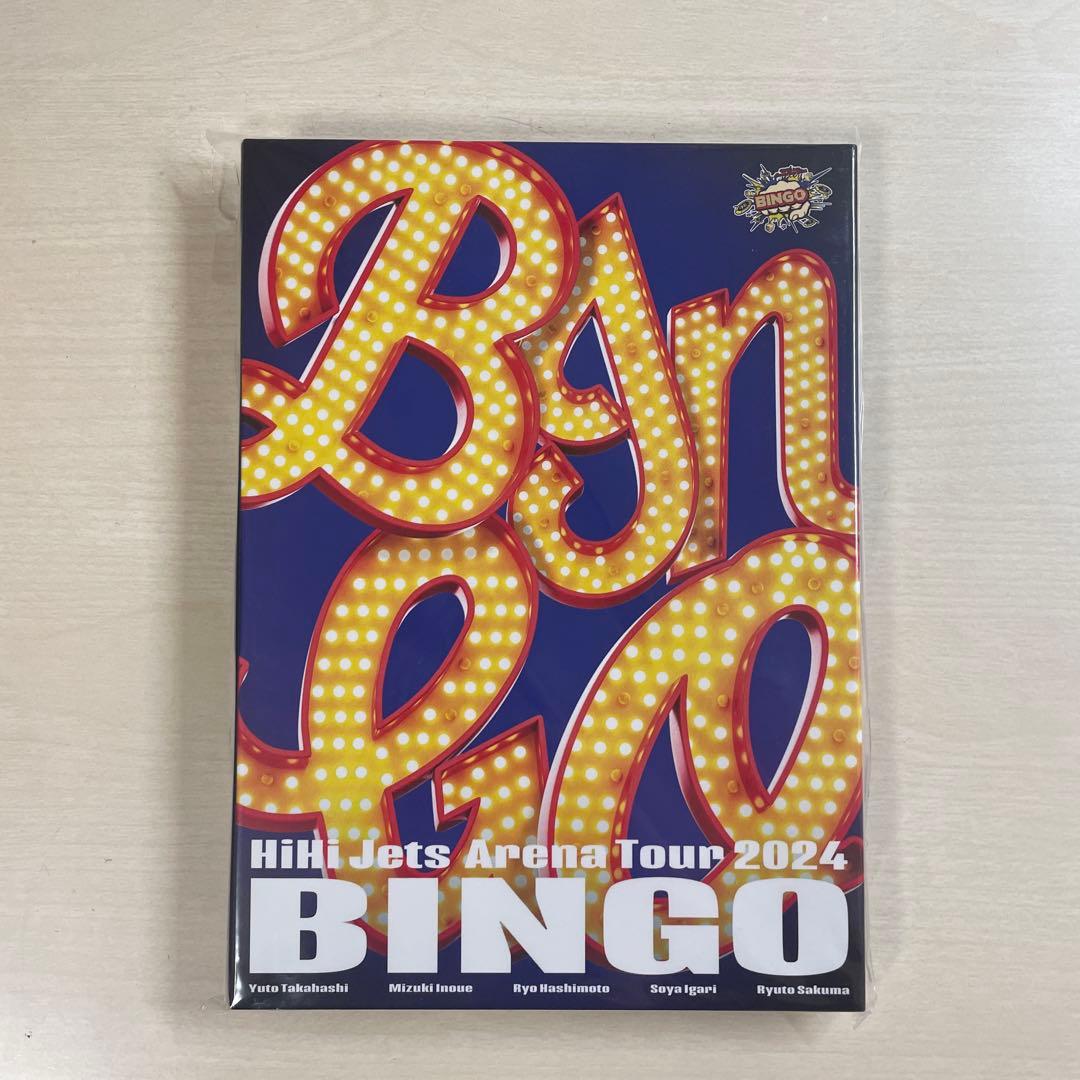 BINGO
BINGO
HiHi Jets Arena Tour 2024
BINGO
Yuto Takahashi Mizuki Inoue Ryo Hashimoto Soya Igari Ryuto Sakuma